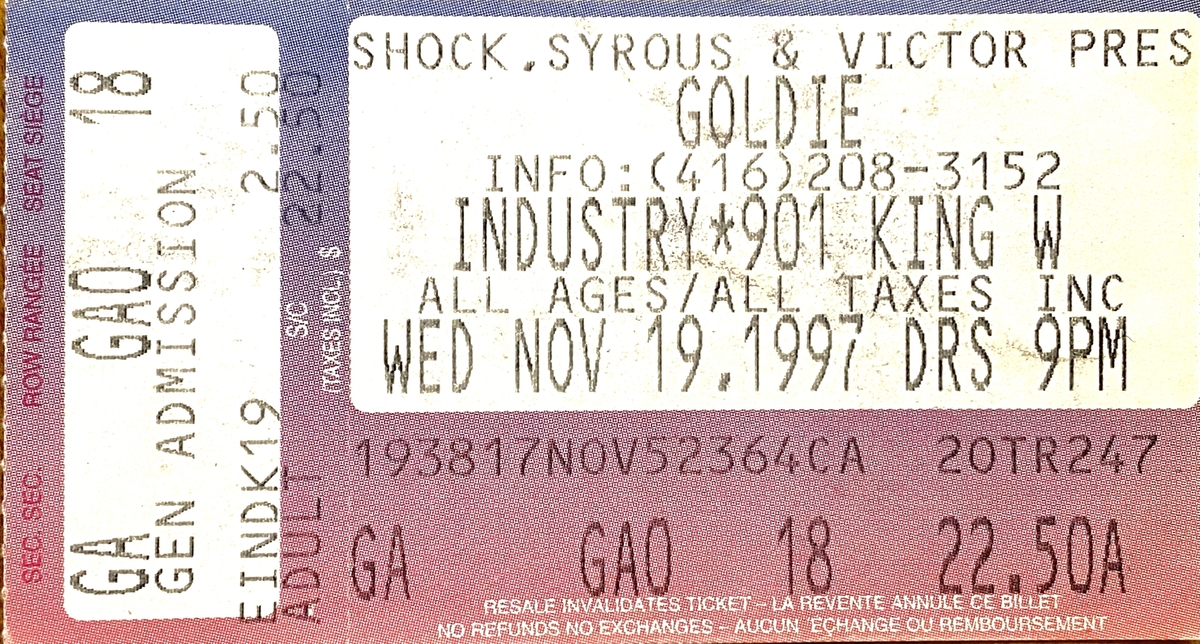 SEC. SEC. ROW RANGÉE SEAT SIEGE
GA GAO 18
GEN ADMISSION
EINDK19 2.50
ADULT S/C 22.50
(TAXES INCL.) $
SHOCK,SYROUS & VICTOR PRES
GOLDIE
INFO:(416)208-3152
INDUSTRY*901 KING W
ALL AGES/ALL TAXES INC
WED NOV 19,1997 DRS 9PM
193817NOV52364CA 20TR247
GA GAO 18 22.50A
RESALE INVALIDATES TICKET – LA REVENTE ANNULE CE BILLET
NO REFUNDS NO EXCHANGES – AUCUN ÉCHANGE OU REMBOURSEMENT